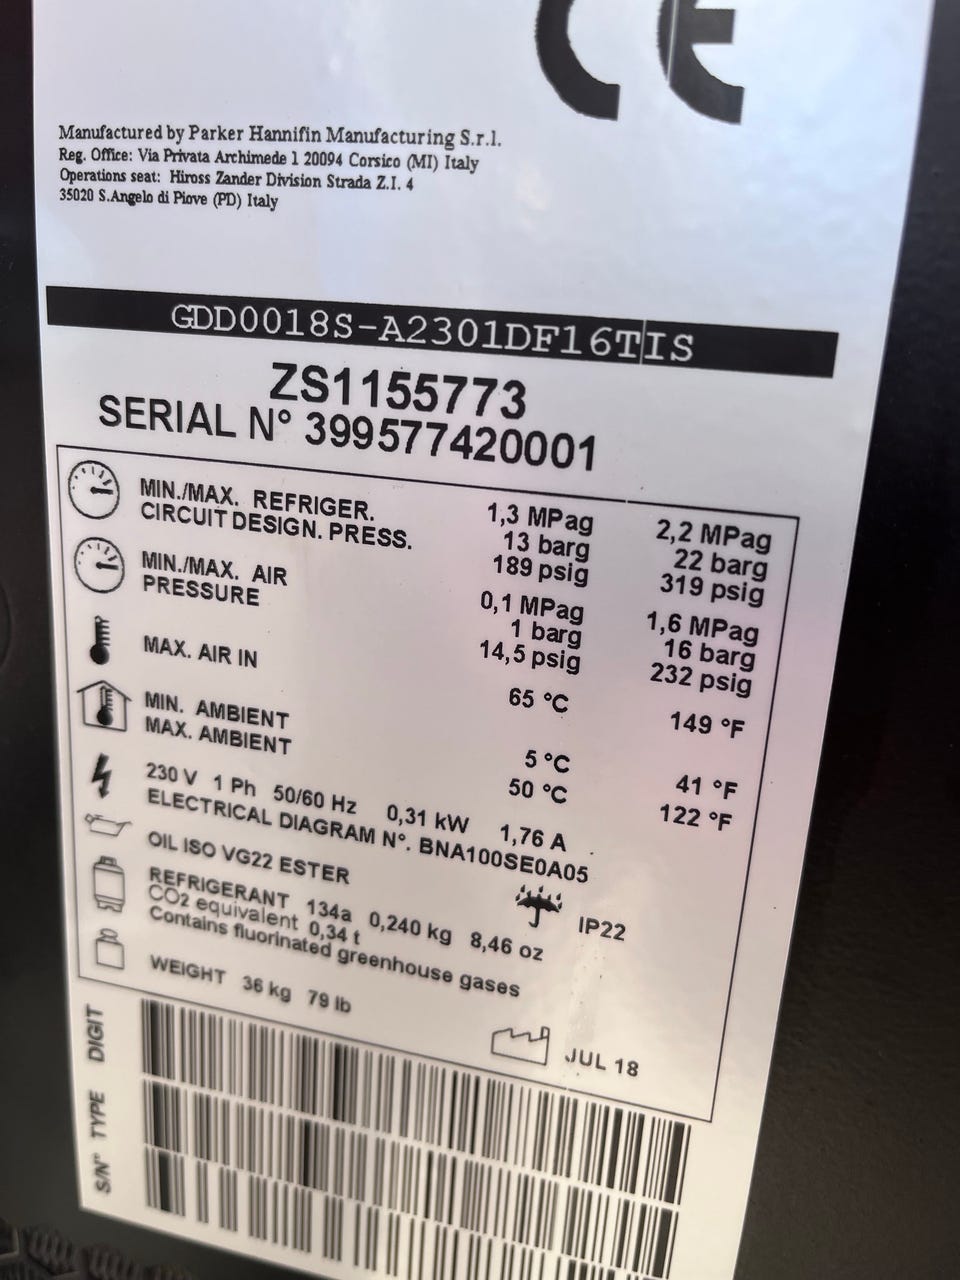 CE
Manufactured by Parker Hannifin Manufacturing S.r.l.
Reg. Office: Via Privata Archimede 1 20094 Corsico (MI) Italy
Operations seat: Hiross Zander Division Strada Z.I. 4
35020 S.Angelo di Piove (PD) Italy
GDD0018S-A2301DF16TIS
ZS1155773
SERIAL N° 399577420001
MIN./MAX. REFRIGER. 1,3 MPag 2,2 MPag
CIRCUIT DESIGN. PRESS. 13 barg 22 barg
189 psig 319 psig
MIN./MAX. AIR 0,1 MPag 1,6 MPag
PRESSURE 1 barg 16 barg
14,5 psig 232 psig
MAX. AIR IN 65 °C 149 °F
MIN. AMBIENT 5 °C 41 °F
MAX. AMBIENT 50 °C 122 °F
230 V 1 Ph 50/60 Hz 0,31 kW 1,76 A
ELECTRICAL DIAGRAM N°. BNA100SE0A05
OIL ISO VG22 ESTER
IP22
REFRIGERANT 134a 0,240 kg 8,46 oz
CO2 equivalent 0,34 t
Contains fluorinated greenhouse gases
WEIGHT 36 kg 79 lb
JUL 18
DIGIT
TYPE
S/N°